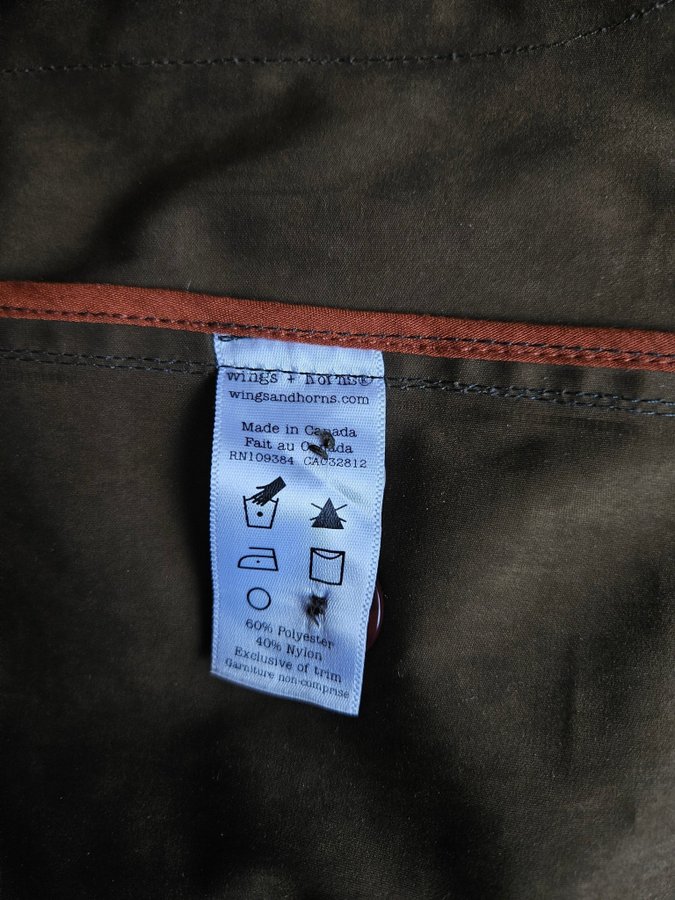 wings + horns®
wingsandhorns.com
Made in Canada
Fait au Canada
RN109384 CA032812
60% Polyester
40% Nylon
Exclusive of trim
Garniture non-comprise